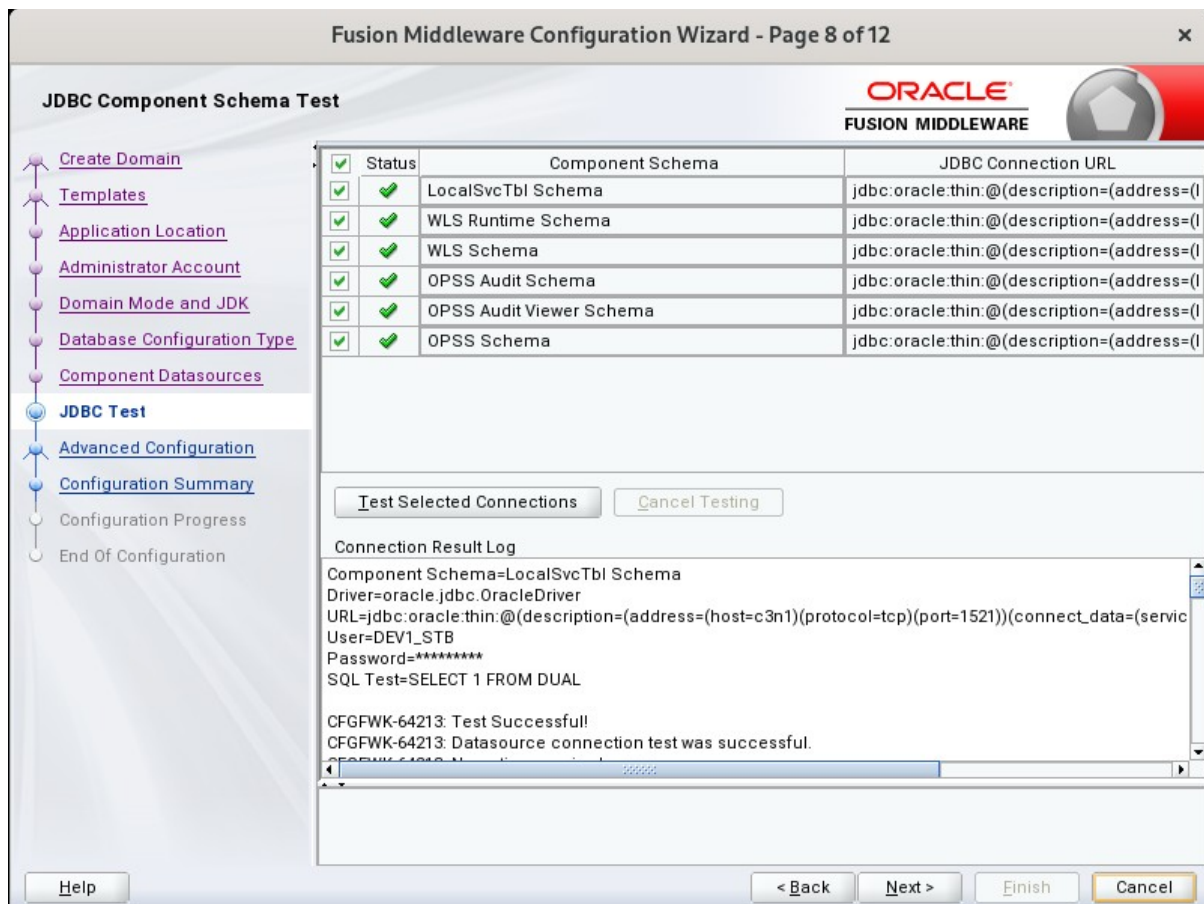 Fusion Middleware Configuration Wizard - Page 8 of 12
×
JDBC Component Schema Test
ORACLE
FUSION MIDDLEWARE
Create Domain
Templates
Application Location
Administrator Account
Domain Mode and JDK
Database Configuration Type
Component Datasources
JDBC Test
Advanced Configuration
Configuration Summary
Configuration Progress
End Of Configuration
Status Component Schema JDBC Connection URL
LocalSvcTbl Schema jdbc:oracle:thin:@(description=(address=(
WLS Runtime Schema jdbc:oracle:thin:@(description=(address=(
WLS Schema jdbc:oracle:thin:@(description=(address=(
OPSS Audit Schema jdbc:oracle:thin:@(description=(address=(
OPSS Audit Viewer Schema jdbc:oracle:thin:@(description=(address=(
OPSS Schema jdbc:oracle:thin:@(description=(address=(
Test Selected Connections Cancel Testing
Connection Result Log
Component Schema=LocalSvcTbl Schema
Driver=oracle.jdbc.OracleDriver
URL=jdbc:oracle:thin:@(description=(address=(host=c3n1)(protocol=tcp)(port=1521))(connect_data=(servic
User=DEV1_STB
Password=*********
SQL Test=SELECT 1 FROM DUAL
CFGFWK-64213: Test Successful!
CFGFWK-64213: Datasource connection test was successful.
Help < Back Next > Finish Cancel